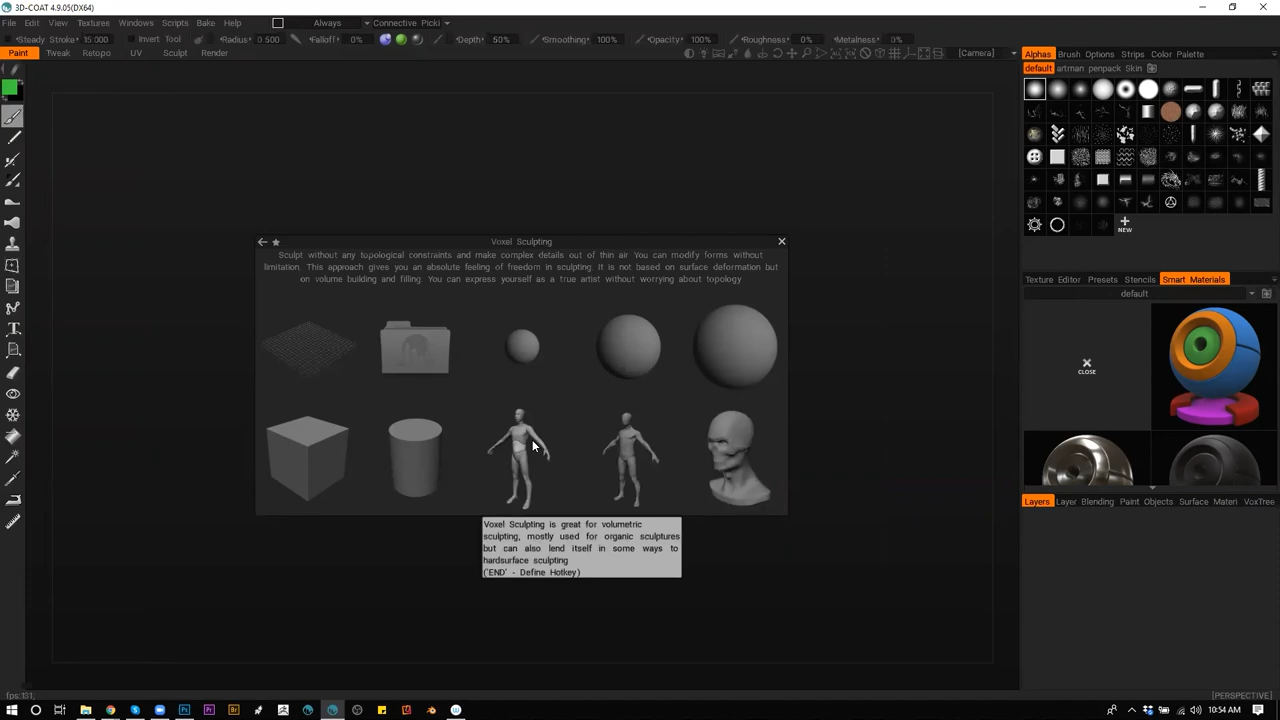 3D-COAT 4.9.05(DX64)
File Edit View Textures Windows Scripts Bake Help Always Connective Picki
Steady Stroke 15.000 Invert Tool Radius 0.500 Falloff 0% Depth 50% Smoothing 100% Opacity 100% Roughness 0% Metalness 0%
Paint Tweak Retopo UV Sculpt Render [Camera]
Alphas Brush Options Strips Color Palette
default artman penpack Skin
NEW
Voxel Sculpting
Sculpt without any topological constraints and make complex details out of thin air You can modify forms without
limitation This approach gives you an absolute feeling of freedom in sculpting It is not based on surface deformation but
on volume building and filling. You can express yourself as a true artist without worrying about topology
Voxel Sculpting is great for volumetric
sculpting, mostly used for organic sculptures
but can also lend itself in some ways to
hardsurface sculpting
('END' - Define Hotkey)
Texture Editor Presets Stencils Smart Materials
default
CLOSE
Layers Layer Blending Paint Objects Surface Materi VoxTree
fps:131,
[PERSPECTIVE]
10:54 AM